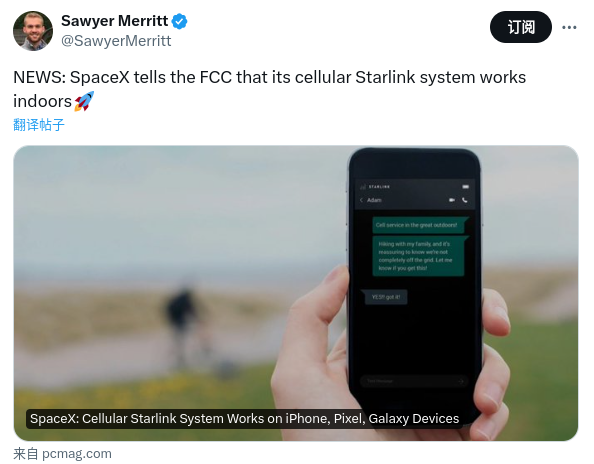 Sawyer Merritt
订阅
@SawyerMerritt
NEWS: SpaceX tells the FCC that its cellular Starlink system works
indoors🚀
翻译帖子
STARLINK
Adam
Cell service in the great outdoors!
Hiking with my family, and it's
reassuring to know we're not
completely off the grid. Let me
know if you get this!
YES!! got it!
Text Message
SpaceX: Cellular Starlink System Works on iPhone, Pixel, Galaxy Devices
来自 pcmag.com